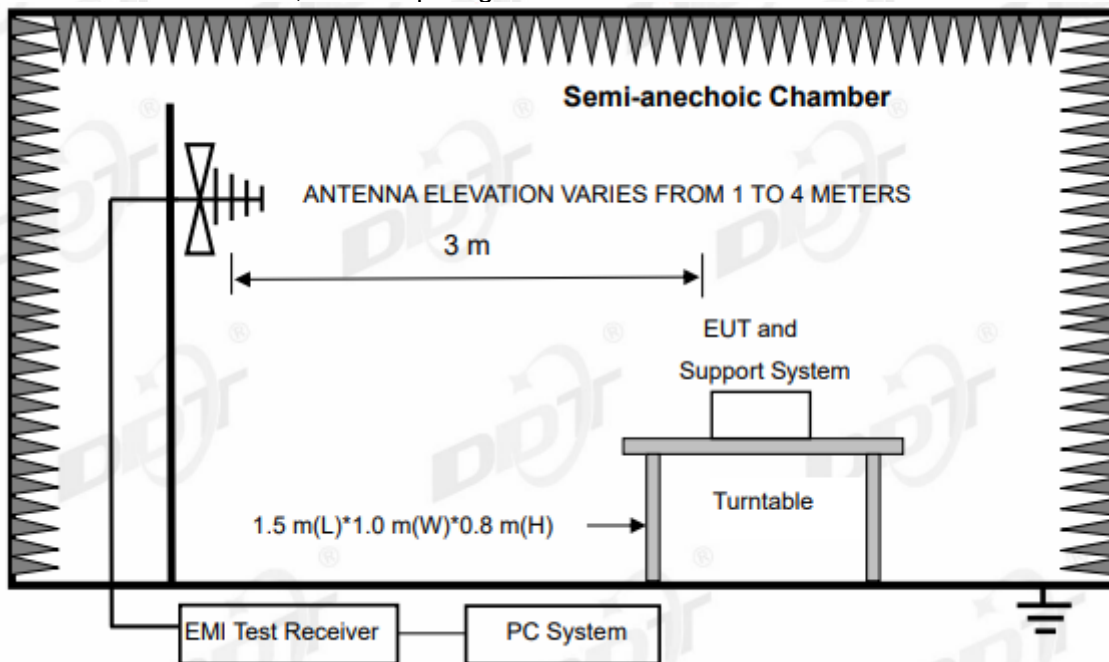 Semi-anechoic Chamber
ANTENNA ELEVATION VARIES FROM 1 TO 4 METERS
3 m
EUT and
Support System
Turntable
1.5 m(L)*1.0 m(W)*0.8 m(H)
EMI Test Receiver
PC System
DDT
®